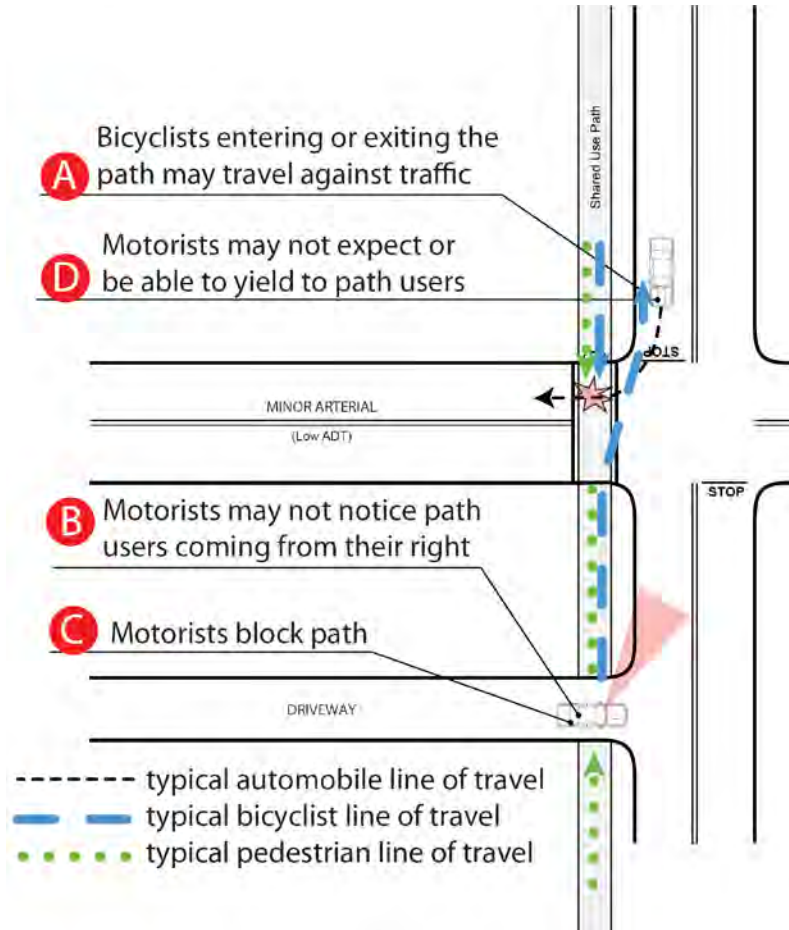 Shared Use Path
A
Bicyclists entering or exiting the
path may travel against traffic
D
Motorists may not expect or
be able to yield to path users
STOP
MINOR ARTERIAL
(Low ADT)
STOP
B
Motorists may not notice path
users coming from their right
C
Motorists block path
DRIVEWAY
typical automobile line of travel
typical bicyclist line of travel
typical pedestrian line of travel